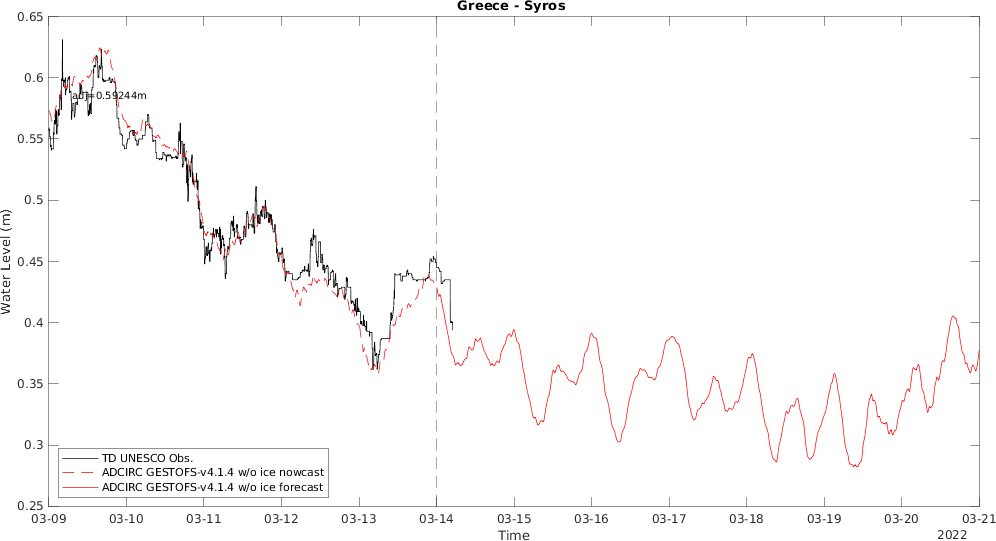 Greece - Syros
0.65
0.6
0.55
0.5
0.45
0.4
0.35
0.3
0.25
Water Level (m)
adj=0.59244m
TD UNESCO Obs.
ADCIRC GESTOFS-v4.1.4 w/o ice nowcast
ADCIRC GESTOFS-v4.1.4 w/o ice forecast
03-09 03-10 03-11 03-12 03-13 03-14 03-15 03-16 03-17 03-18 03-19 03-20 03-21
Time
2022